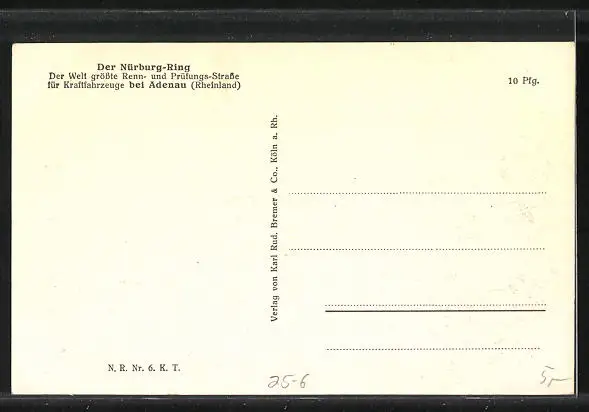 Der Nürburg-Ring
Der Welt größte Renn- und Prüfungs-Straße
für Kraftfahrzeuge bei Adenau (Rheinland)
10 Pfg.
Verlag von Karl Rud. Bremer & Co., Köln a. Rh.
N. R. Nr. 6. K. T.
25-6
5,-